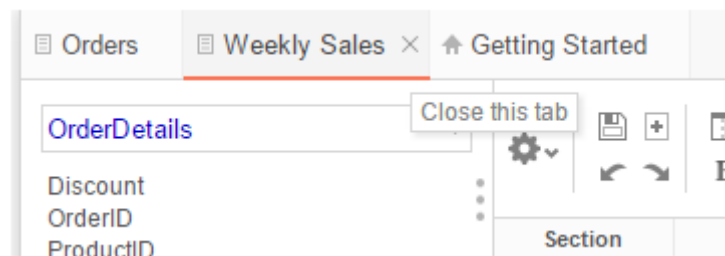 Orders Weekly Sales × Getting Started
Close this tab
OrderDetails
Discount
OrderID
ProductID
Section